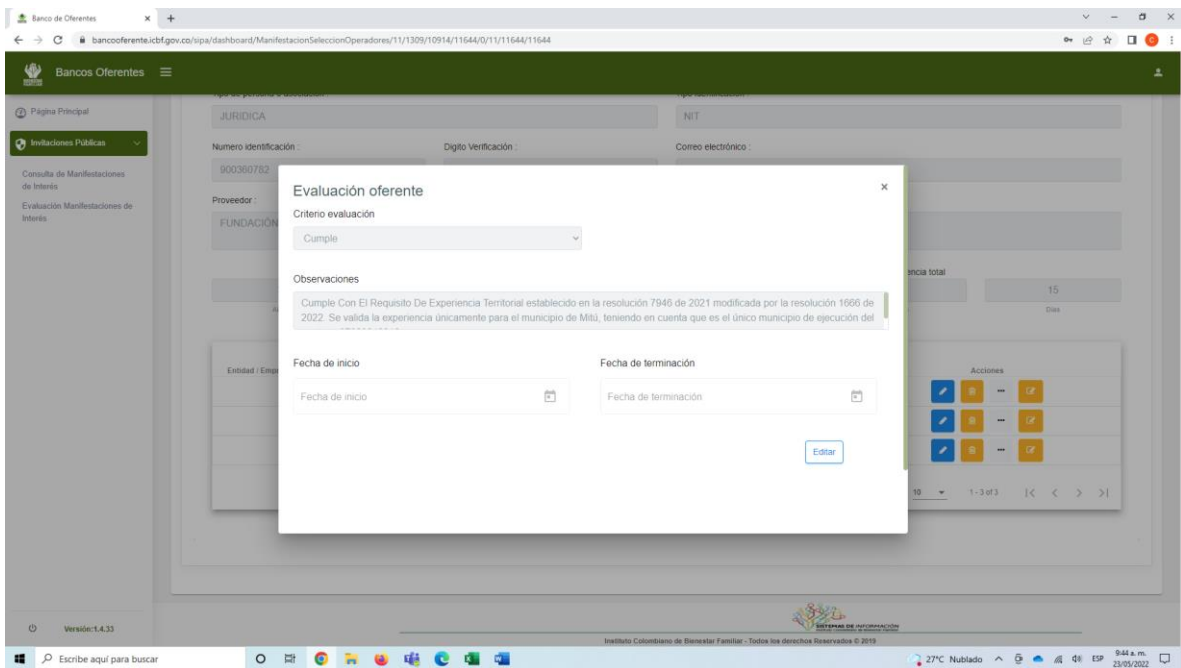 Banco de Oferentes
bancooferente.icbf.gov.co/sipa/dashboard/ManifestacionSeleccionOperadores/11/1309/10914/11644/0/11/11644/11644
Bancos Oferentes
Página Principal
Invitaciones Públicas
Consulta de Manifestaciones
de Interés
Evaluación Manifestaciones de
Interés
JURIDICA
NIT
Numero identificación :
Digito Verificación :
Correo electrónico :
900360782
Proveedor :
FUNDACIÓN
Evaluación oferente
×
Criterio evaluación
Cumple
Observaciones
Cumple Con El Requisito De Experiencia Territorial establecido en la resolución 7946 de 2021 modificada por la resolución 1666 de
2022. Se valida la experiencia únicamente para el municipio de Mitú, teniendo en cuenta que es el único municipio de ejecución del
Fecha de inicio
Fecha de terminación
Fecha de inicio
Fecha de terminación
Editar
encia total
15
Días
Entidad / Emp
Acciones
10
1 - 3 of 3
Versión:1.4.33
SISTEMAS DE INFORMACIÓN
Instituto Colombiano de Bienestar Familiar - Todos los derechos Reservados © 2019
Escribe aquí para buscar
27°C Nublado
ESP
9:44 a. m.
23/05/2022